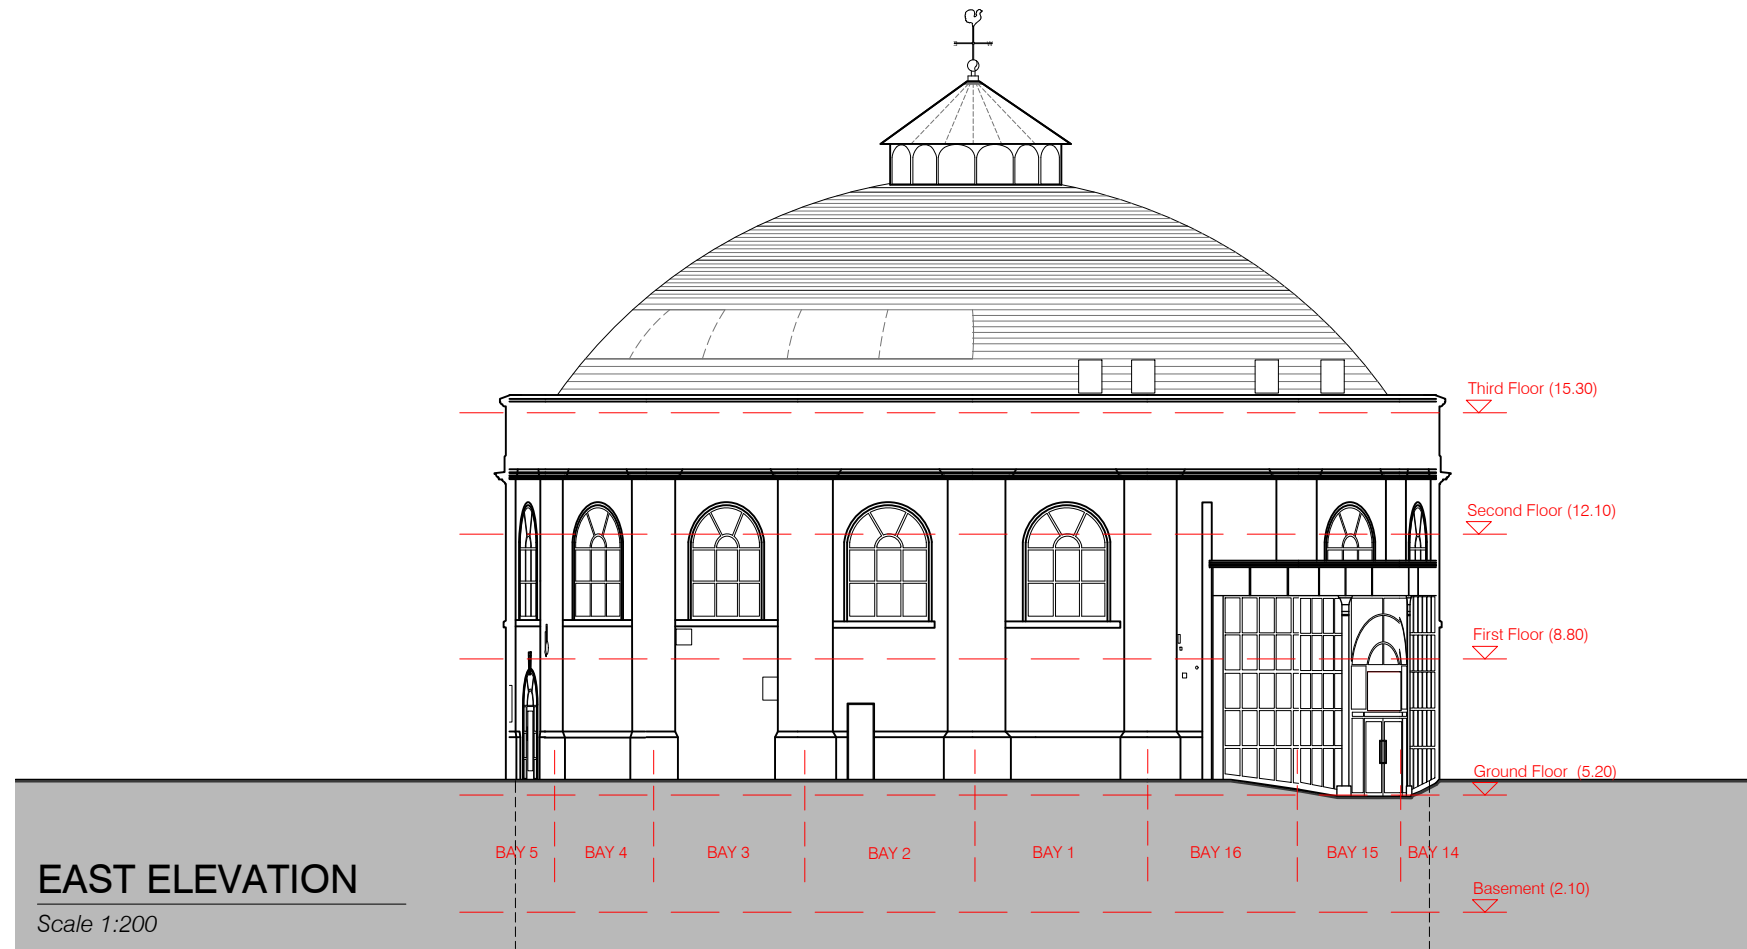 Third Floor (15.30)
Second Floor (12.10)
First Floor (8.80)
Ground Floor (5.20)
BAY 5
BAY 4
BAY 3
BAY 2
BAY 1
BAY 16
BAY 15
BAY 14
Basement (2.10)
EAST ELEVATION
Scale 1:200